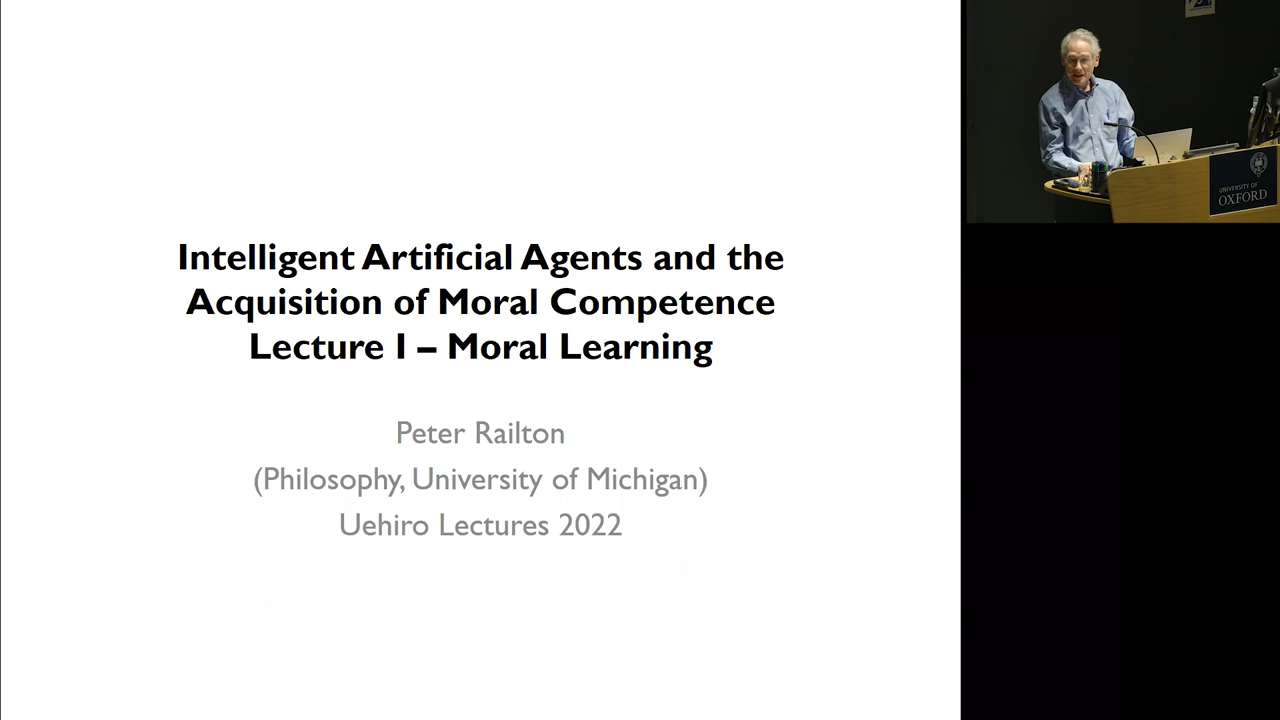 Intelligent Artificial Agents and the
Acquisition of Moral Competence
Lecture I – Moral Learning
Peter Railton
(Philosophy, University of Michigan)
Uehiro Lectures 2022
UNIVERSITY OF
OXFORD